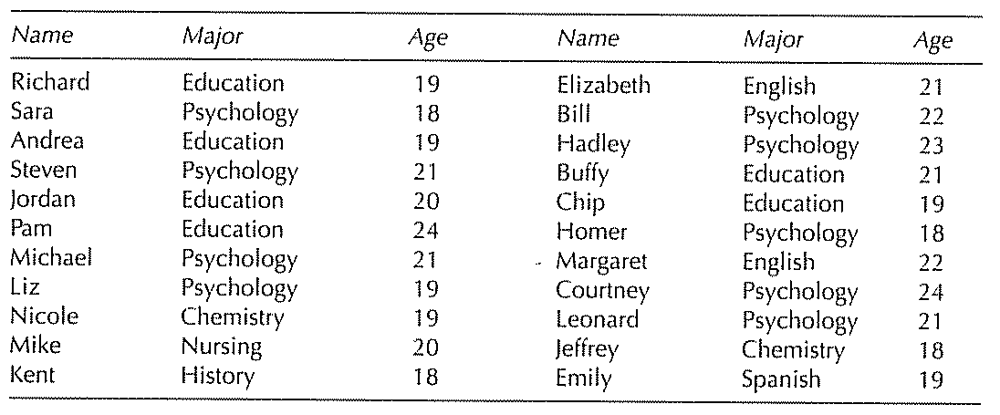 Name Major Age Name Major Age
Richard Education 19 Elizabeth English 21
Sara Psychology 18 Bill Psychology 22
Andrea Education 19 Hadley Psychology 23
Steven Psychology 21 Buffy Education 21
Jordan Education 20 Chip Education 19
Pam Education 24 Homer Psychology 18
Michael Psychology 21 Margaret English 22
Liz Psychology 19 Courtney Psychology 24
Nicole Chemistry 19 Leonard Psychology 21
Mike Nursing 20 Jeffrey Chemistry 18
Kent History 18 Emily Spanish 19